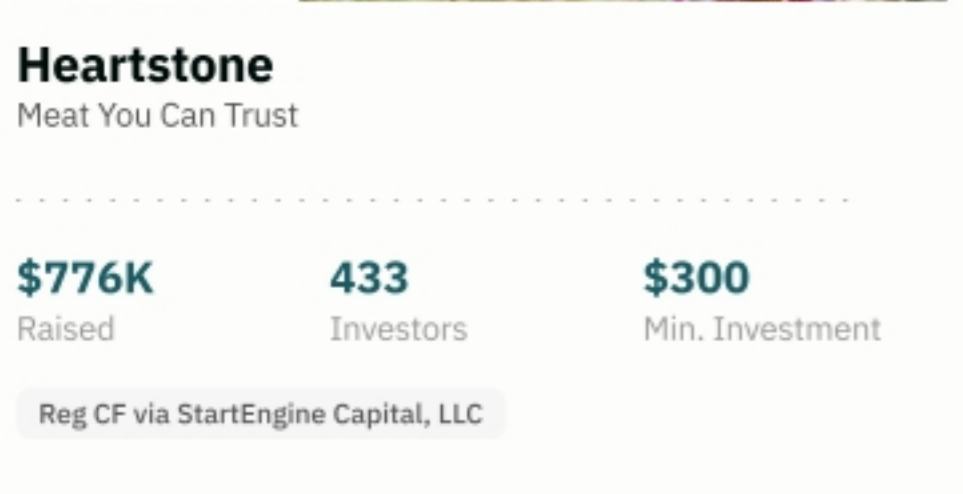 Heartstone
Meat You Can Trust
$776K 433 $300
Raised Investors Min. Investment
Reg CF via StartEngine Capital, LLC